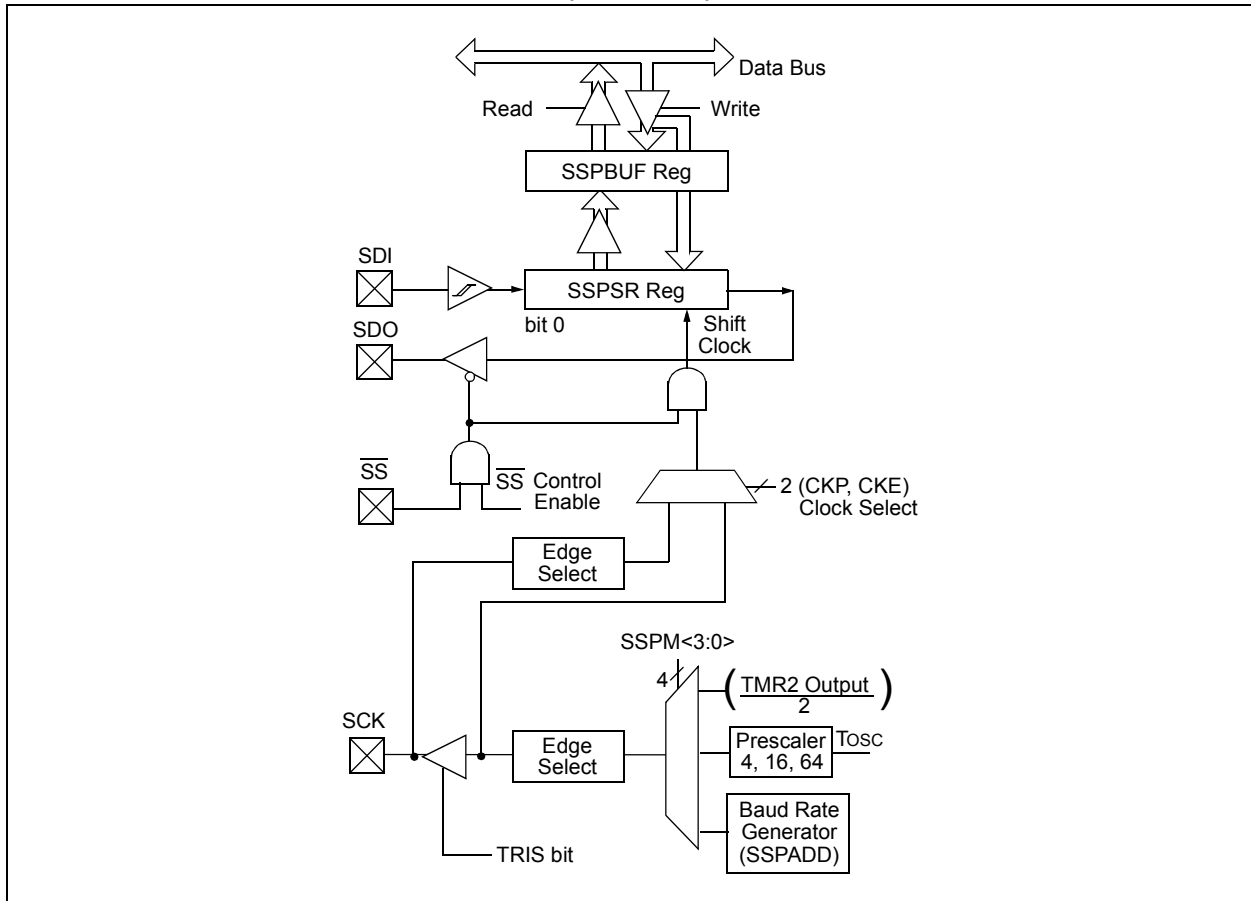 Data Bus
Read
Write
SSPBUF Reg
SDI
SSPSR Reg
bit 0
Shift
Clock
SDO
SS
SS Control
Enable
2 (CKP, CKE)
Clock Select
Edge
Select
SSPM<3:0>
4
(TMR2 Output
2)
SCK
Edge
Select
Prescaler
4, 16, 64
TOSC
Baud Rate
Generator
(SSPADD)
TRIS bit